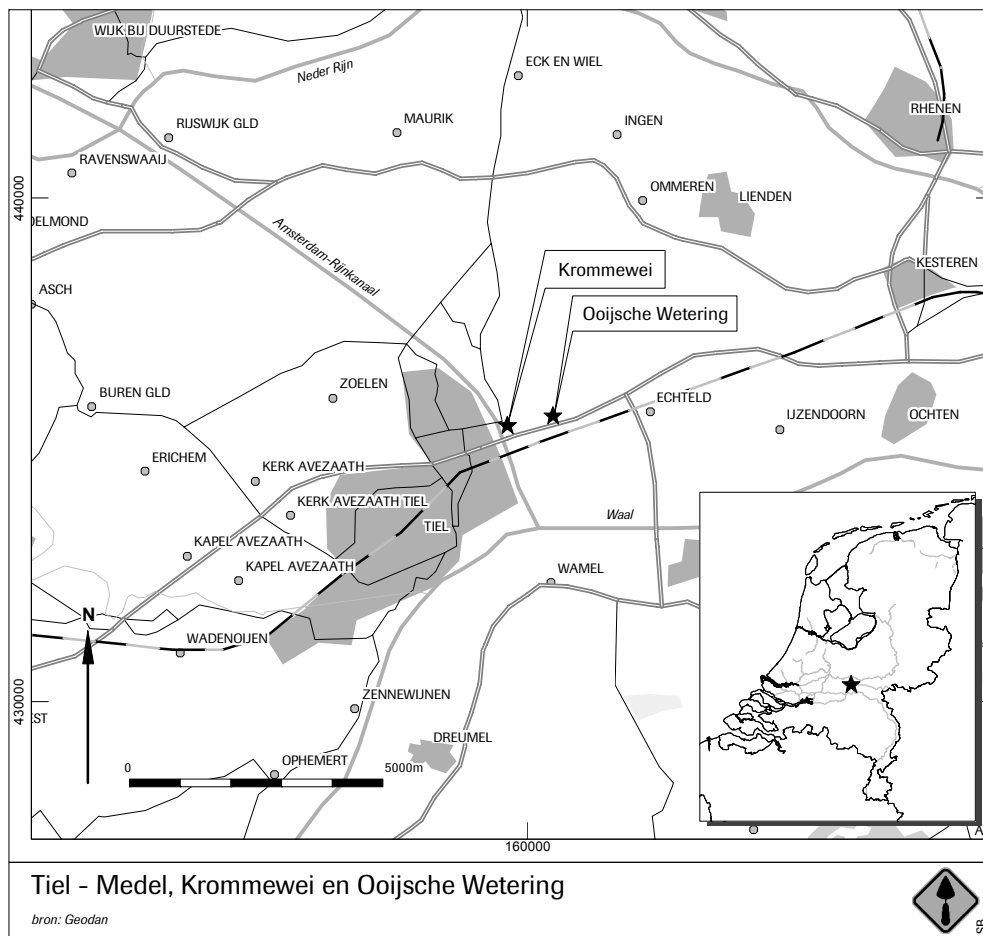 WIJK BIJ DUURSTEDE
Neder Rijn
ECK EN WIEL
RHENEN
RIJSWIJK GLD
MAURIK
INGEN
RAVENSWAAIJ
OMMEREN
LIENDEN
440000
DELMOND
Amsterdam-Rijnkanaal
KESTEREN
Krommewei
ASCH
Ooijsche Wetering
ZOELEN
BUREN GLD
ECHTELD
IJZENDOORN
OCHTEN
ERICHEM
KERK AVEZAATH
KERK AVEZAATH TIEL
TIEL
Waal
KAPEL AVEZAATH
KAPEL AVEZAATH
WAMEL
N
WADENOIJEN
430000
EST
ZENNEWIJNEN
DREUMEL
OPHEMERT
0
5000m
A
160000
Tiel - Medel, Krommewei en Ooijsche Wetering
bron: Geodan
SB